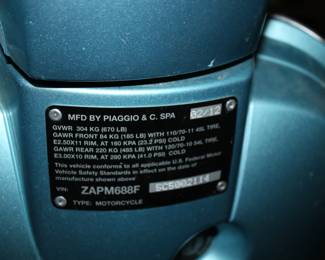 MFD BY PIAGGIO & C. SPA 02/12
GVWR 304 KG (670 LB)
GAWR FRONT 84 KG (185 LB) WITH 110/70-11 45L TIRE,
E2.50X11 RIM, AT 160 KPA (23.2 PSI) COLD
GAWR REAR 220 KG (485 LB) WITH 120/70-10 54L TIRE,
E3.00X10 RIM, AT 280 KPA (41.0 PSI) COLD
This vehicle conforms to all applicable U.S. Federal Motor
Vehicle Safety Standards in effect on the date of
manufacture shown above
VIN: ZAPM688F
TYPE: MOTORCYCLE